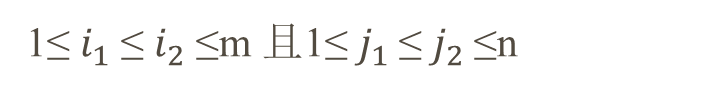 1≤ 𝑖₁ ≤ 𝑖₂ ≤m 且1≤ 𝑗₁ ≤ 𝑗₂ ≤n